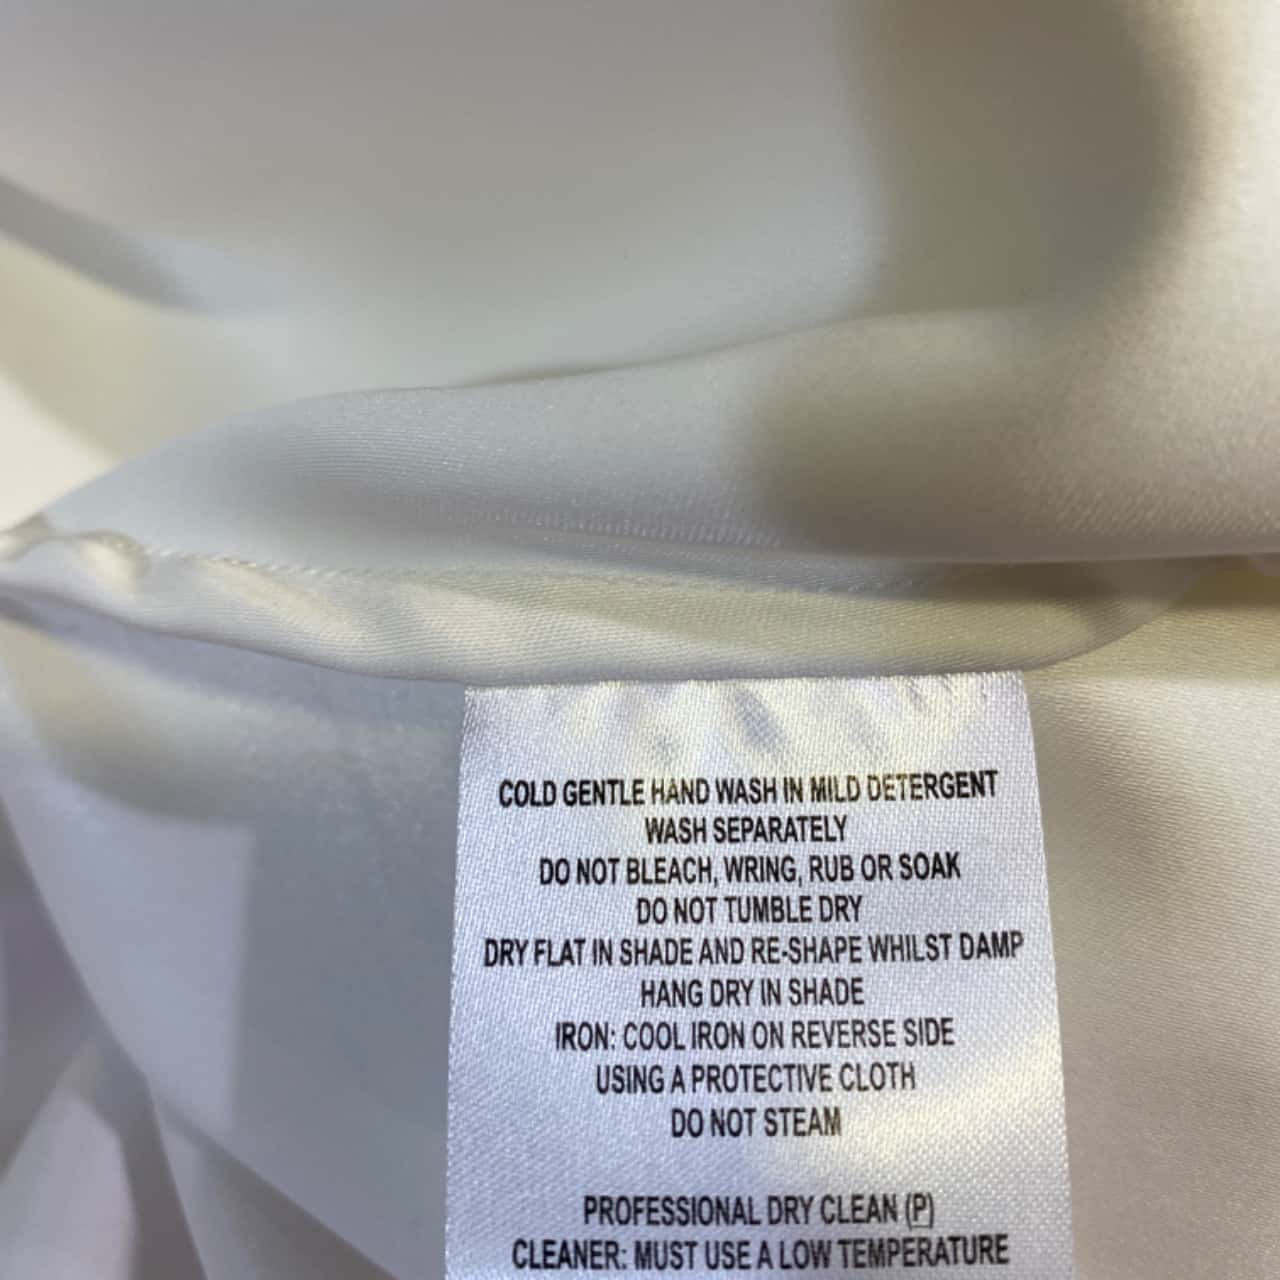 COLD GENTLE HAND WASH IN MILD DETERGENT
WASH SEPARATELY
DO NOT BLEACH, WRING, RUB OR SOAK
DO NOT TUMBLE DRY
DRY FLAT IN SHADE AND RE-SHAPE WHILST DAMP
HANG DRY IN SHADE
IRON: COOL IRON ON REVERSE SIDE
USING A PROTECTIVE CLOTH
DO NOT STEAM
PROFESSIONAL DRY CLEAN (P)
CLEANER: MUST USE A LOW TEMPERATURE